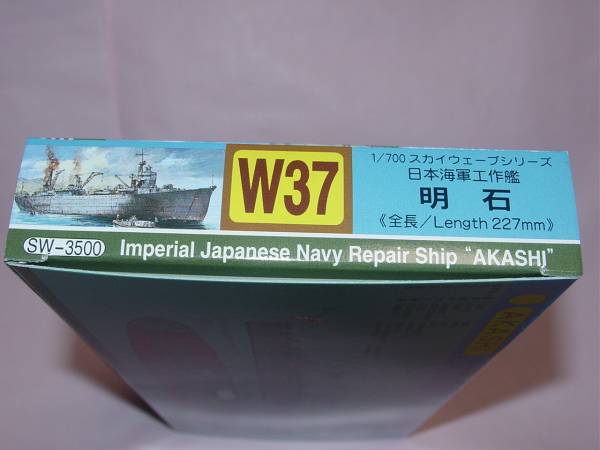 W37
1/700 スカイウェーブシリーズ
日本海軍工作艦
明石
《全長/Length 227mm》
SW-3500 Imperial Japanese Navy Repair Ship "AKASHI"
AKASHI